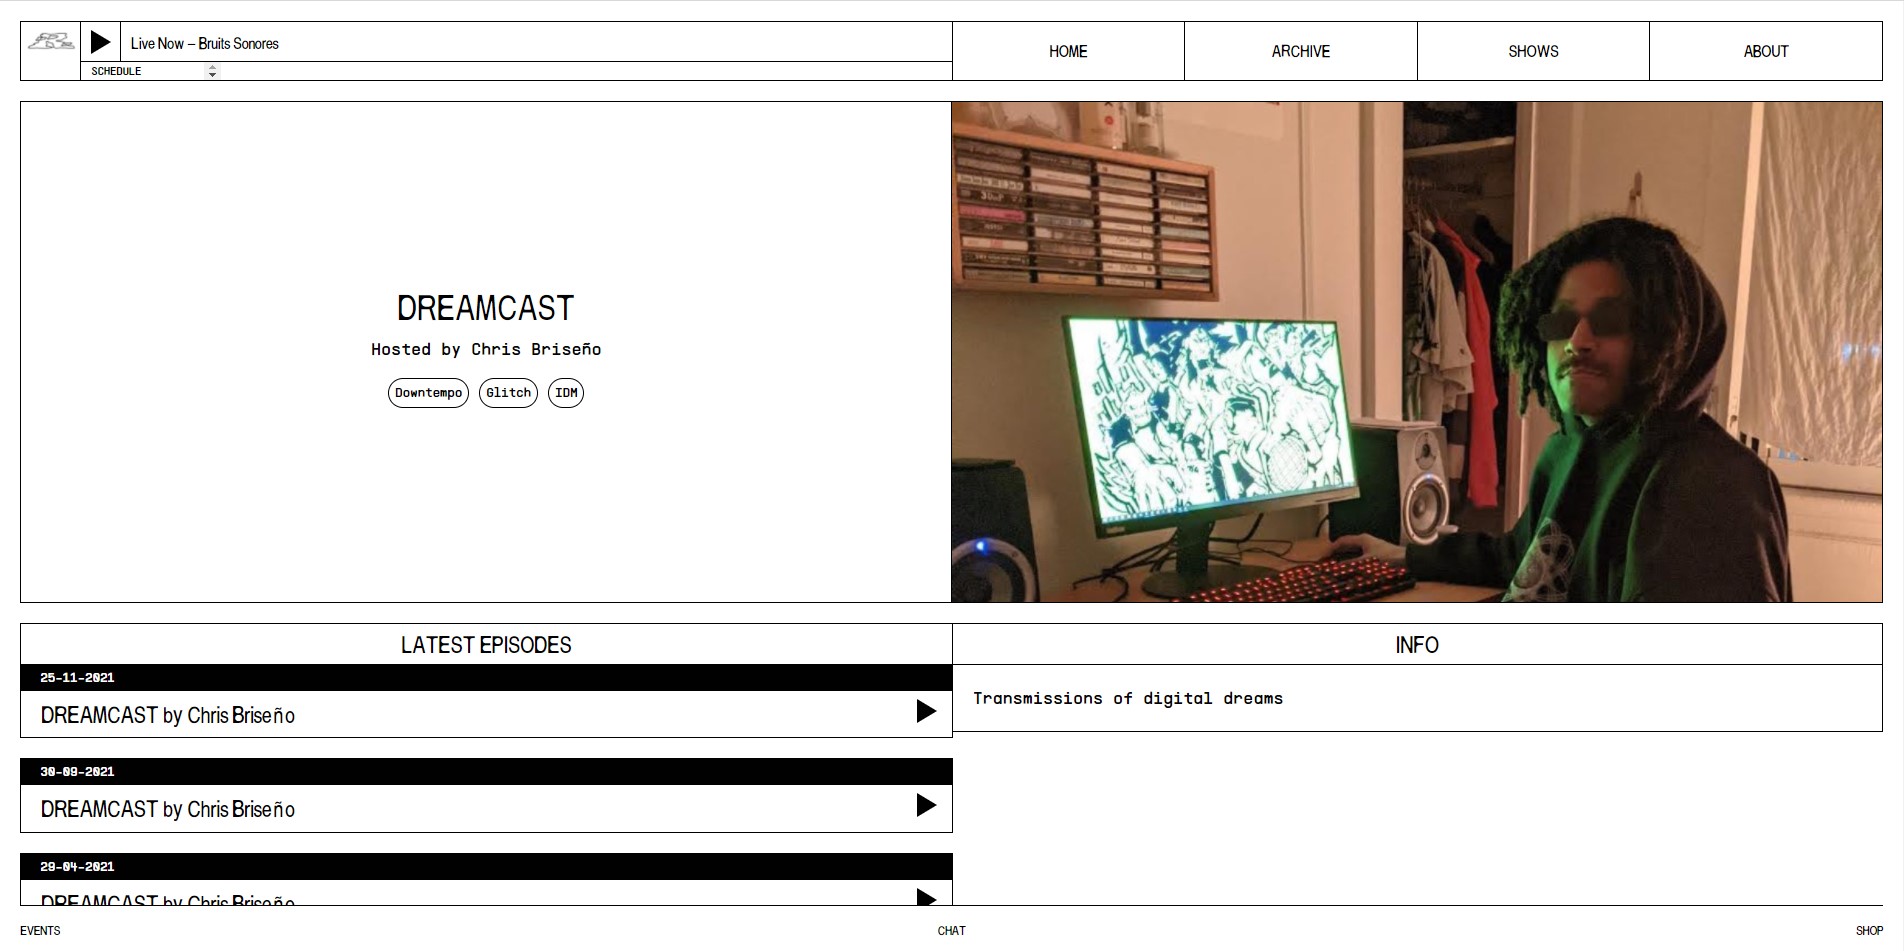 Live Now – Bruits Sonores
SCHEDULE
HOME
ARCHIVE
SHOWS
ABOUT
DREAMCAST
Hosted by Chris Briseño
Downtempo
Glitch
IDM
LATEST EPISODES
25-11-2021
DREAMCAST by Chris Briseño
30-09-2021
DREAMCAST by Chris Briseño
29-04-2021
DREAMCAST by Chris Briseño
INFO
Transmissions of digital dreams
EVENTS
CHAT
SHOP